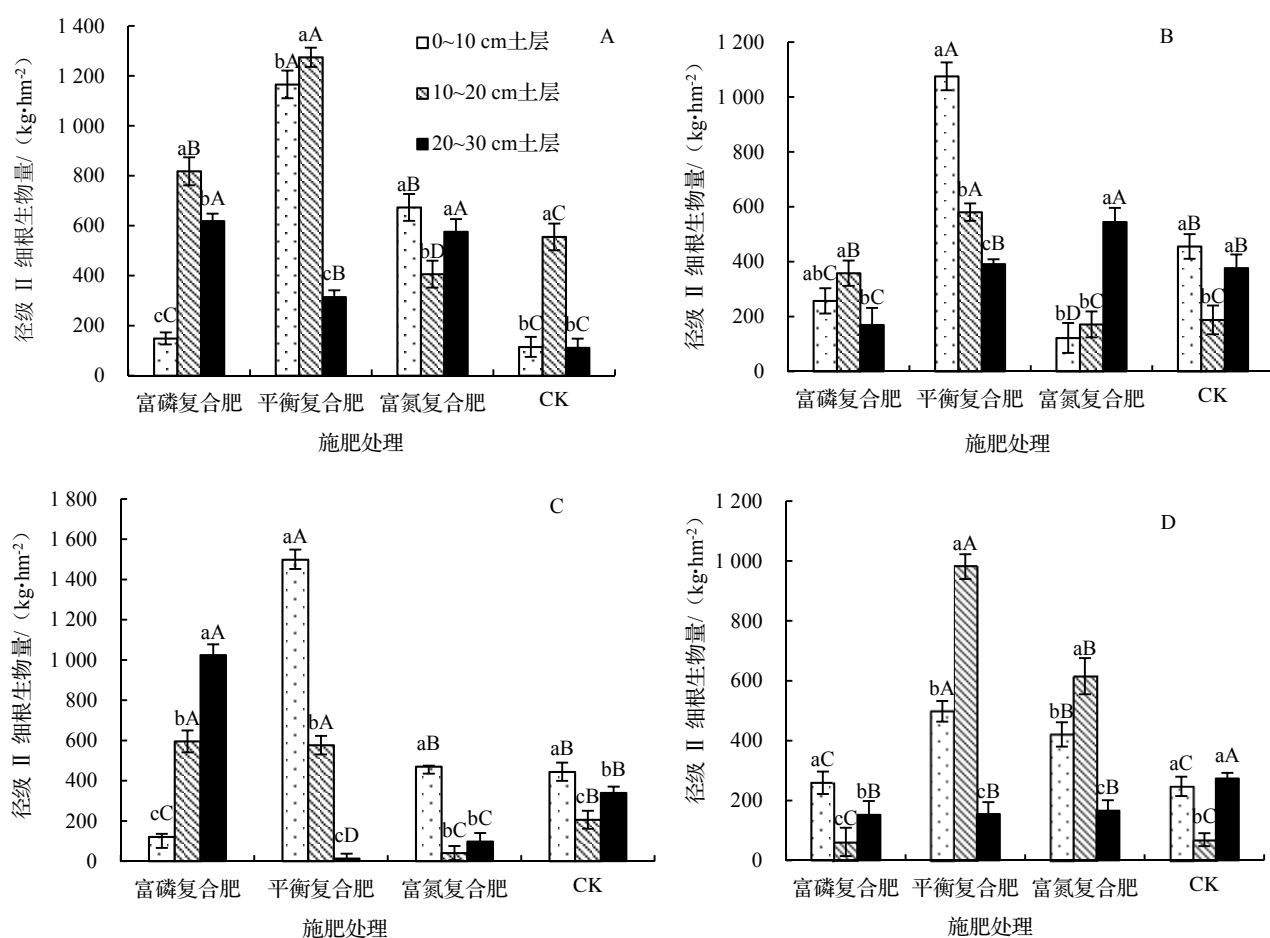 A
径级 Ⅱ 细根生物量/（kg•hm-2）
1 400
1 200
1 000
800
600
400
200
0
0~10 cm土层
10~20 cm土层
20~30 cm土层
cC aB bA
bA aA cB
aB bD aA
bC aC bC
富磷复合肥 平衡复合肥 富氮复合肥 CK
施肥处理
B
径级 Ⅱ 细根生物量/（kg•hm-2）
1 200
1 000
800
600
400
200
0
abC aB bC
aA bA cB
bD bC aA
aB bC aB
富磷复合肥 平衡复合肥 富氮复合肥 CK
施肥处理
C
径级 Ⅱ 细根生物量/（kg•hm-2）
1 800
1 600
1 400
1 200
1 000
800
600
400
200
0
cC bA aA
aA bA cD
aB bC bC
aB cB bB
富磷复合肥 平衡复合肥 富氮复合肥 CK
施肥处理
D
径级 Ⅱ 细根生物量/（kg•hm-2）
1 200
1 000
800
600
400
200
0
aC cC bB
bA aA cB
bB aB cB
aC bC aA
富磷复合肥 平衡复合肥 富氮复合肥 CK
施肥处理